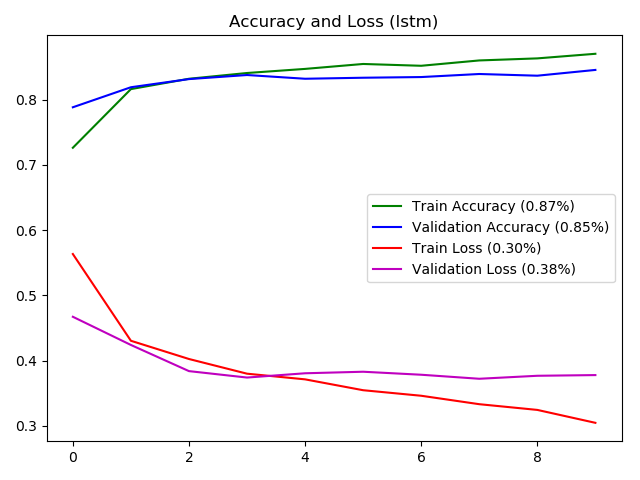 Accuracy and Loss (lstm)
0.8
0.7
0.6
0.5
0.4
0.3
Train Accuracy (0.87%)
Validation Accuracy (0.85%)
Train Loss (0.30%)
Validation Loss (0.38%)
0 2 4 6 8